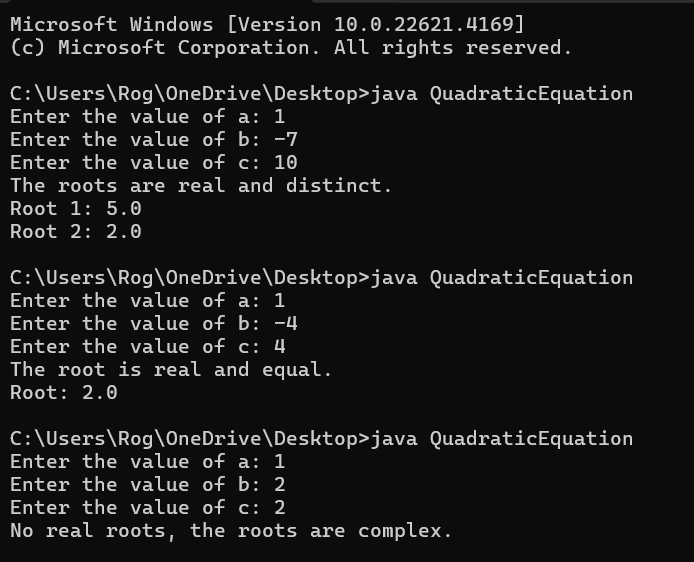 Microsoft Windows [Version 10.0.22621.4169]
(c) Microsoft Corporation. All rights reserved.
C:\Users\Rog\OneDrive\Desktop>java QuadraticEquation
Enter the value of a: 1
Enter the value of b: -7
Enter the value of c: 10
The roots are real and distinct.
Root 1: 5.0
Root 2: 2.0
C:\Users\Rog\OneDrive\Desktop>java QuadraticEquation
Enter the value of a: 1
Enter the value of b: -4
Enter the value of c: 4
The root is real and equal.
Root: 2.0
C:\Users\Rog\OneDrive\Desktop>java QuadraticEquation
Enter the value of a: 1
Enter the value of b: 2
Enter the value of c: 2
No real roots, the roots are complex.